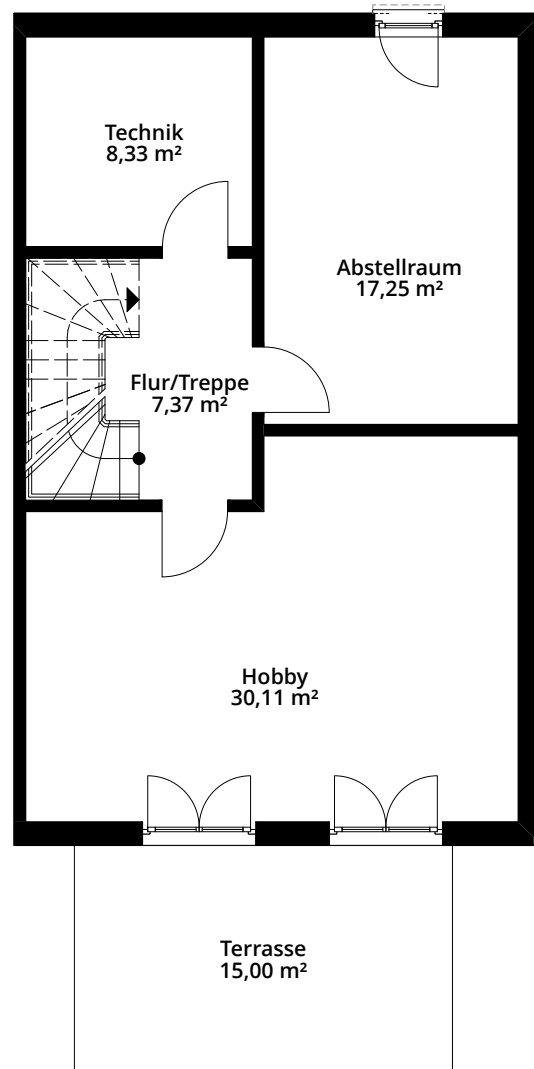 Technik
8,33 m²
Abstellraum
17,25 m²
Flur/Treppe
7,37 m²
Hobby
30,11 m²
Terrasse
15,00 m²